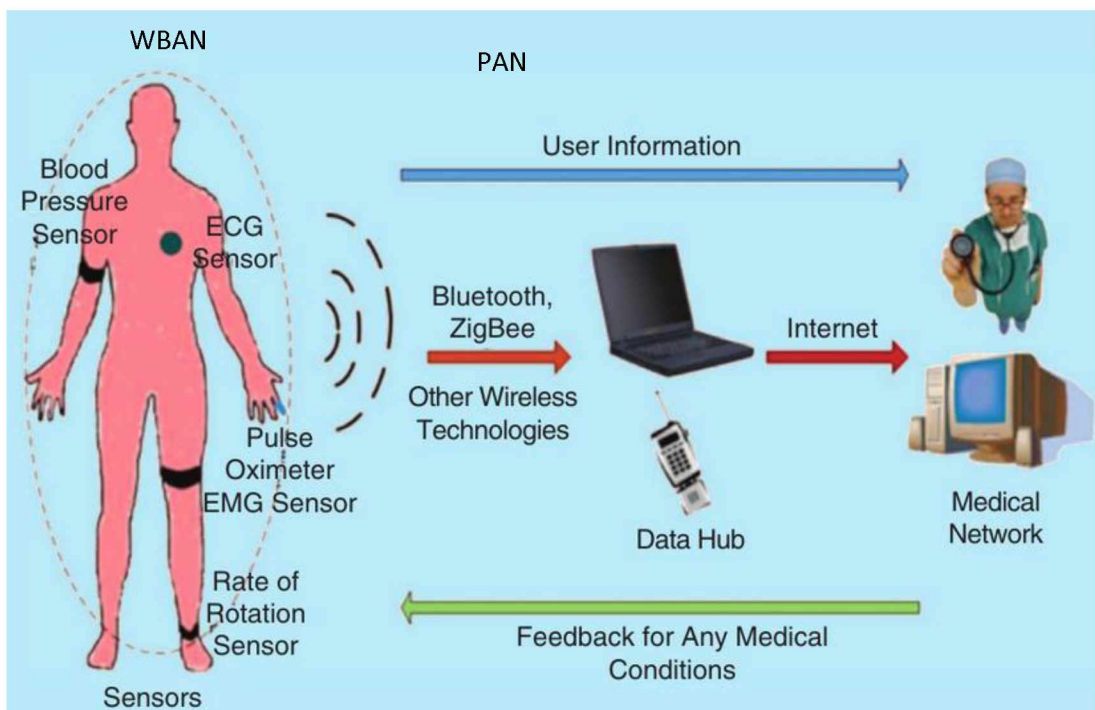 WBAN
PAN
User Information
Blood
Pressure
Sensor
ECG
Sensor
Bluetooth,
ZigBee
Other Wireless
Technologies
Internet
Pulse
Oximeter
EMG Sensor
Data Hub
Medical
Network
Rate of
Rotation
Sensor
Feedback for Any Medical
Conditions
Sensors